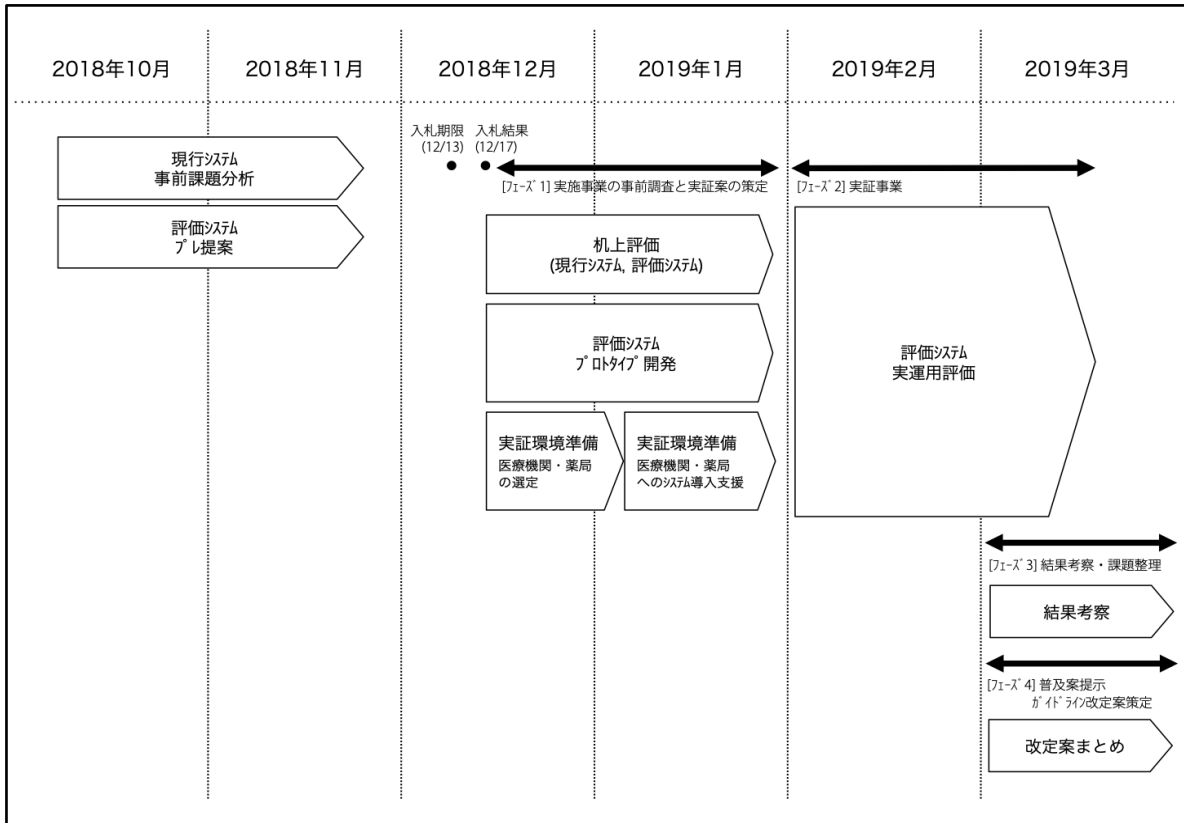 2018年10月
2018年11月
2018年12月
2019年1月
2019年2月
2019年3月
現行ｼｽﾃﾑ
事前課題分析
評価ｼｽﾃﾑ
ﾌﾟﾚ提案
入札期限
(12/13)
入札結果
(12/17)
[ﾌｪｰｽﾞ1] 実施事業の事前調査と実証案の策定
[ﾌｪｰｽﾞ2] 実証事業
机上評価
(現行ｼｽﾃﾑ, 評価ｼｽﾃﾑ)
評価ｼｽﾃﾑ
ﾌﾟﾛﾄﾀｲﾌﾟ開発
実証環境準備
医療機関・薬局
の選定
実証環境準備
医療機関・薬局
へのｼｽﾃﾑ導入支援
評価ｼｽﾃﾑ
実運用評価
[ﾌｪｰｽﾞ3] 結果考察・課題整理
結果考察
[ﾌｪｰｽﾞ4] 普及案提示
ｶﾞｲﾄﾞﾗｲﾝ改定案策定
改定案まとめ